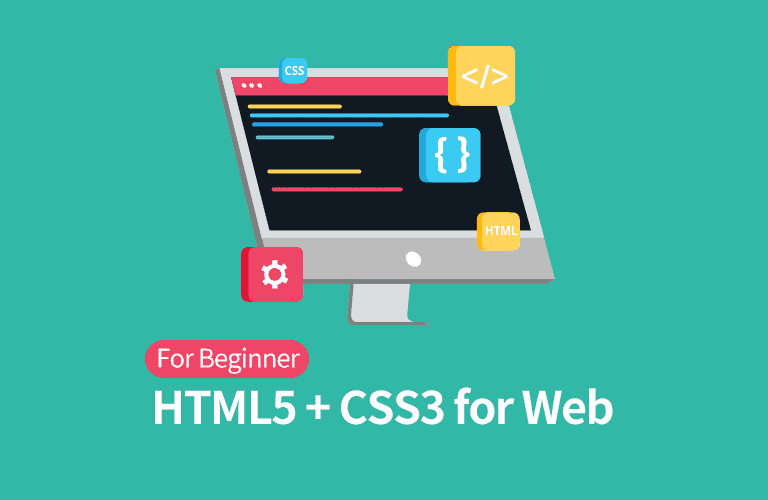 CSS
</>
{ }
HTML
For Beginner
HTML5 + CSS3 for Web